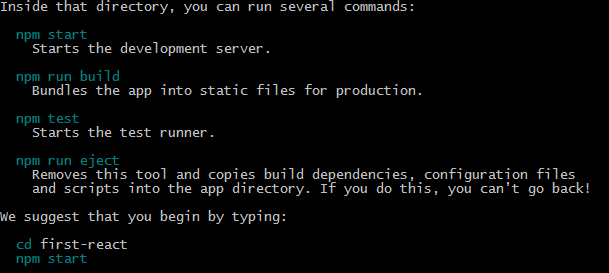 Inside that directory, you can run several commands:
npm start
Starts the development server.
npm run build
Bundles the app into static files for production.
npm test
Starts the test runner.
npm run eject
Removes this tool and copies build dependencies, configuration files
and scripts into the app directory. If you do this, you can’t go back!
We suggest that you begin by typing:
cd first-react
npm start